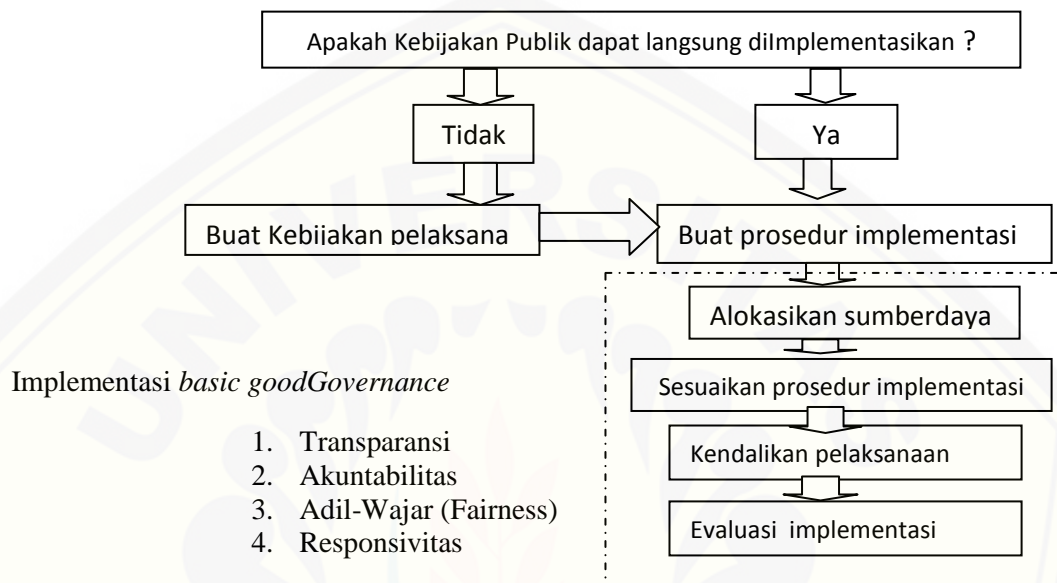 Apakah Kebijakan Publik dapat langsung diImplementasikan ?
Tidak
Ya
Buat Kebijakan pelaksana
Buat prosedur implementasi
Alokasikan sumberdaya
Sesuaikan prosedur implementasi
Kendalikan pelaksanaan
Evaluasi implementasi
Implementasi basic goodGovernance
1. Transparansi
2. Akuntabilitas
3. Adil-Wajar (Fairness)
4. Responsivitas
UNIVERSITAS